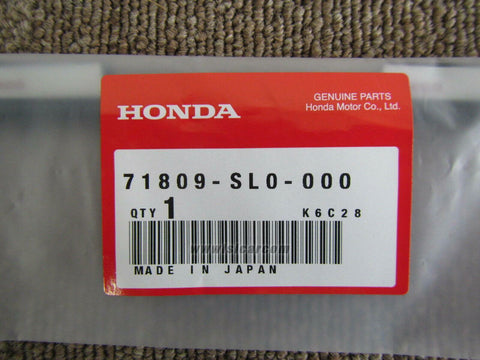 HONDA
GENUINE PARTS
Honda Motor Co., Ltd.
71809-SL0-000
QTY 1 K6C28
MADE IN JAPAN